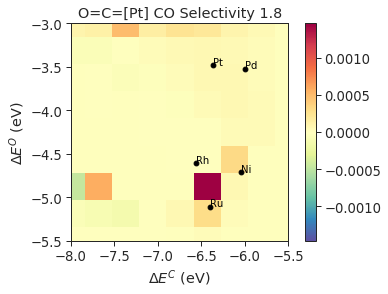 O=C=[Pt] CO Selectivity 1.8
−3.0
−3.5
−4.0
−4.5
−5.0
−5.5
ΔE^O (eV)
Pt
Pd
Rh
Ni
Ru
−8.0 −7.5 −7.0 −6.5 −6.0 −5.5
ΔE^C (eV)
0.0010
0.0005
0.0000
−0.0005
−0.0010